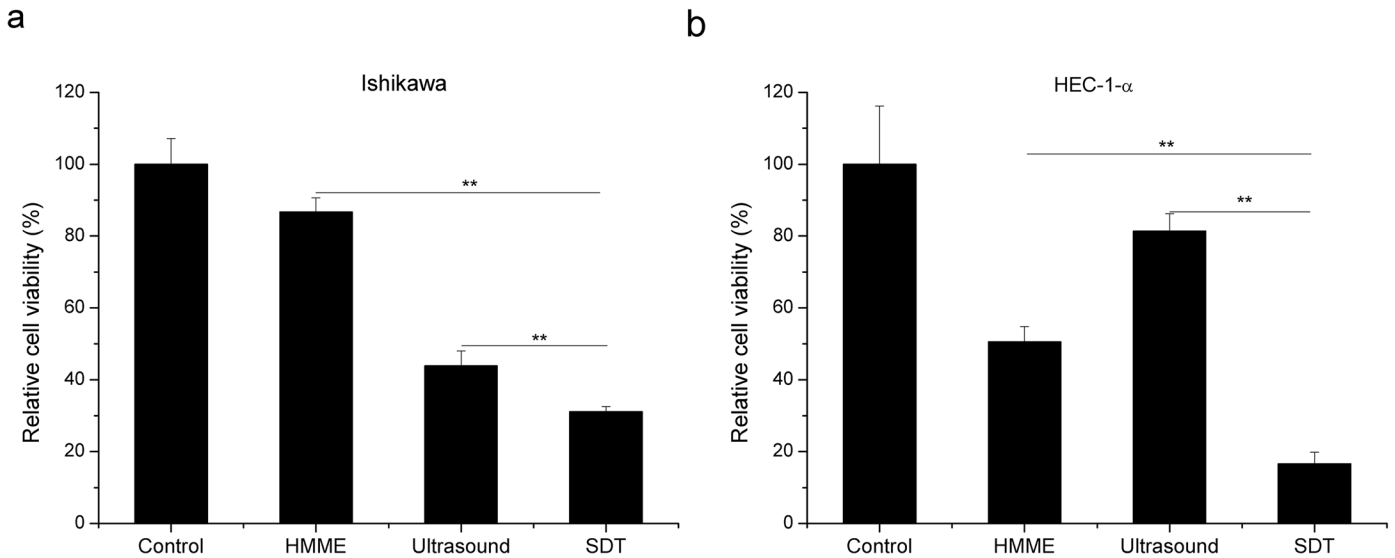 a
Ishikawa
Relative cell viability (%)
120
100
80
60
40
20
0
**
**
Control HMME Ultrasound SDT
b
HEC-1-α
Relative cell viability (%)
120
100
80
60
40
20
0
**
**
Control HMME Ultrasound SDT